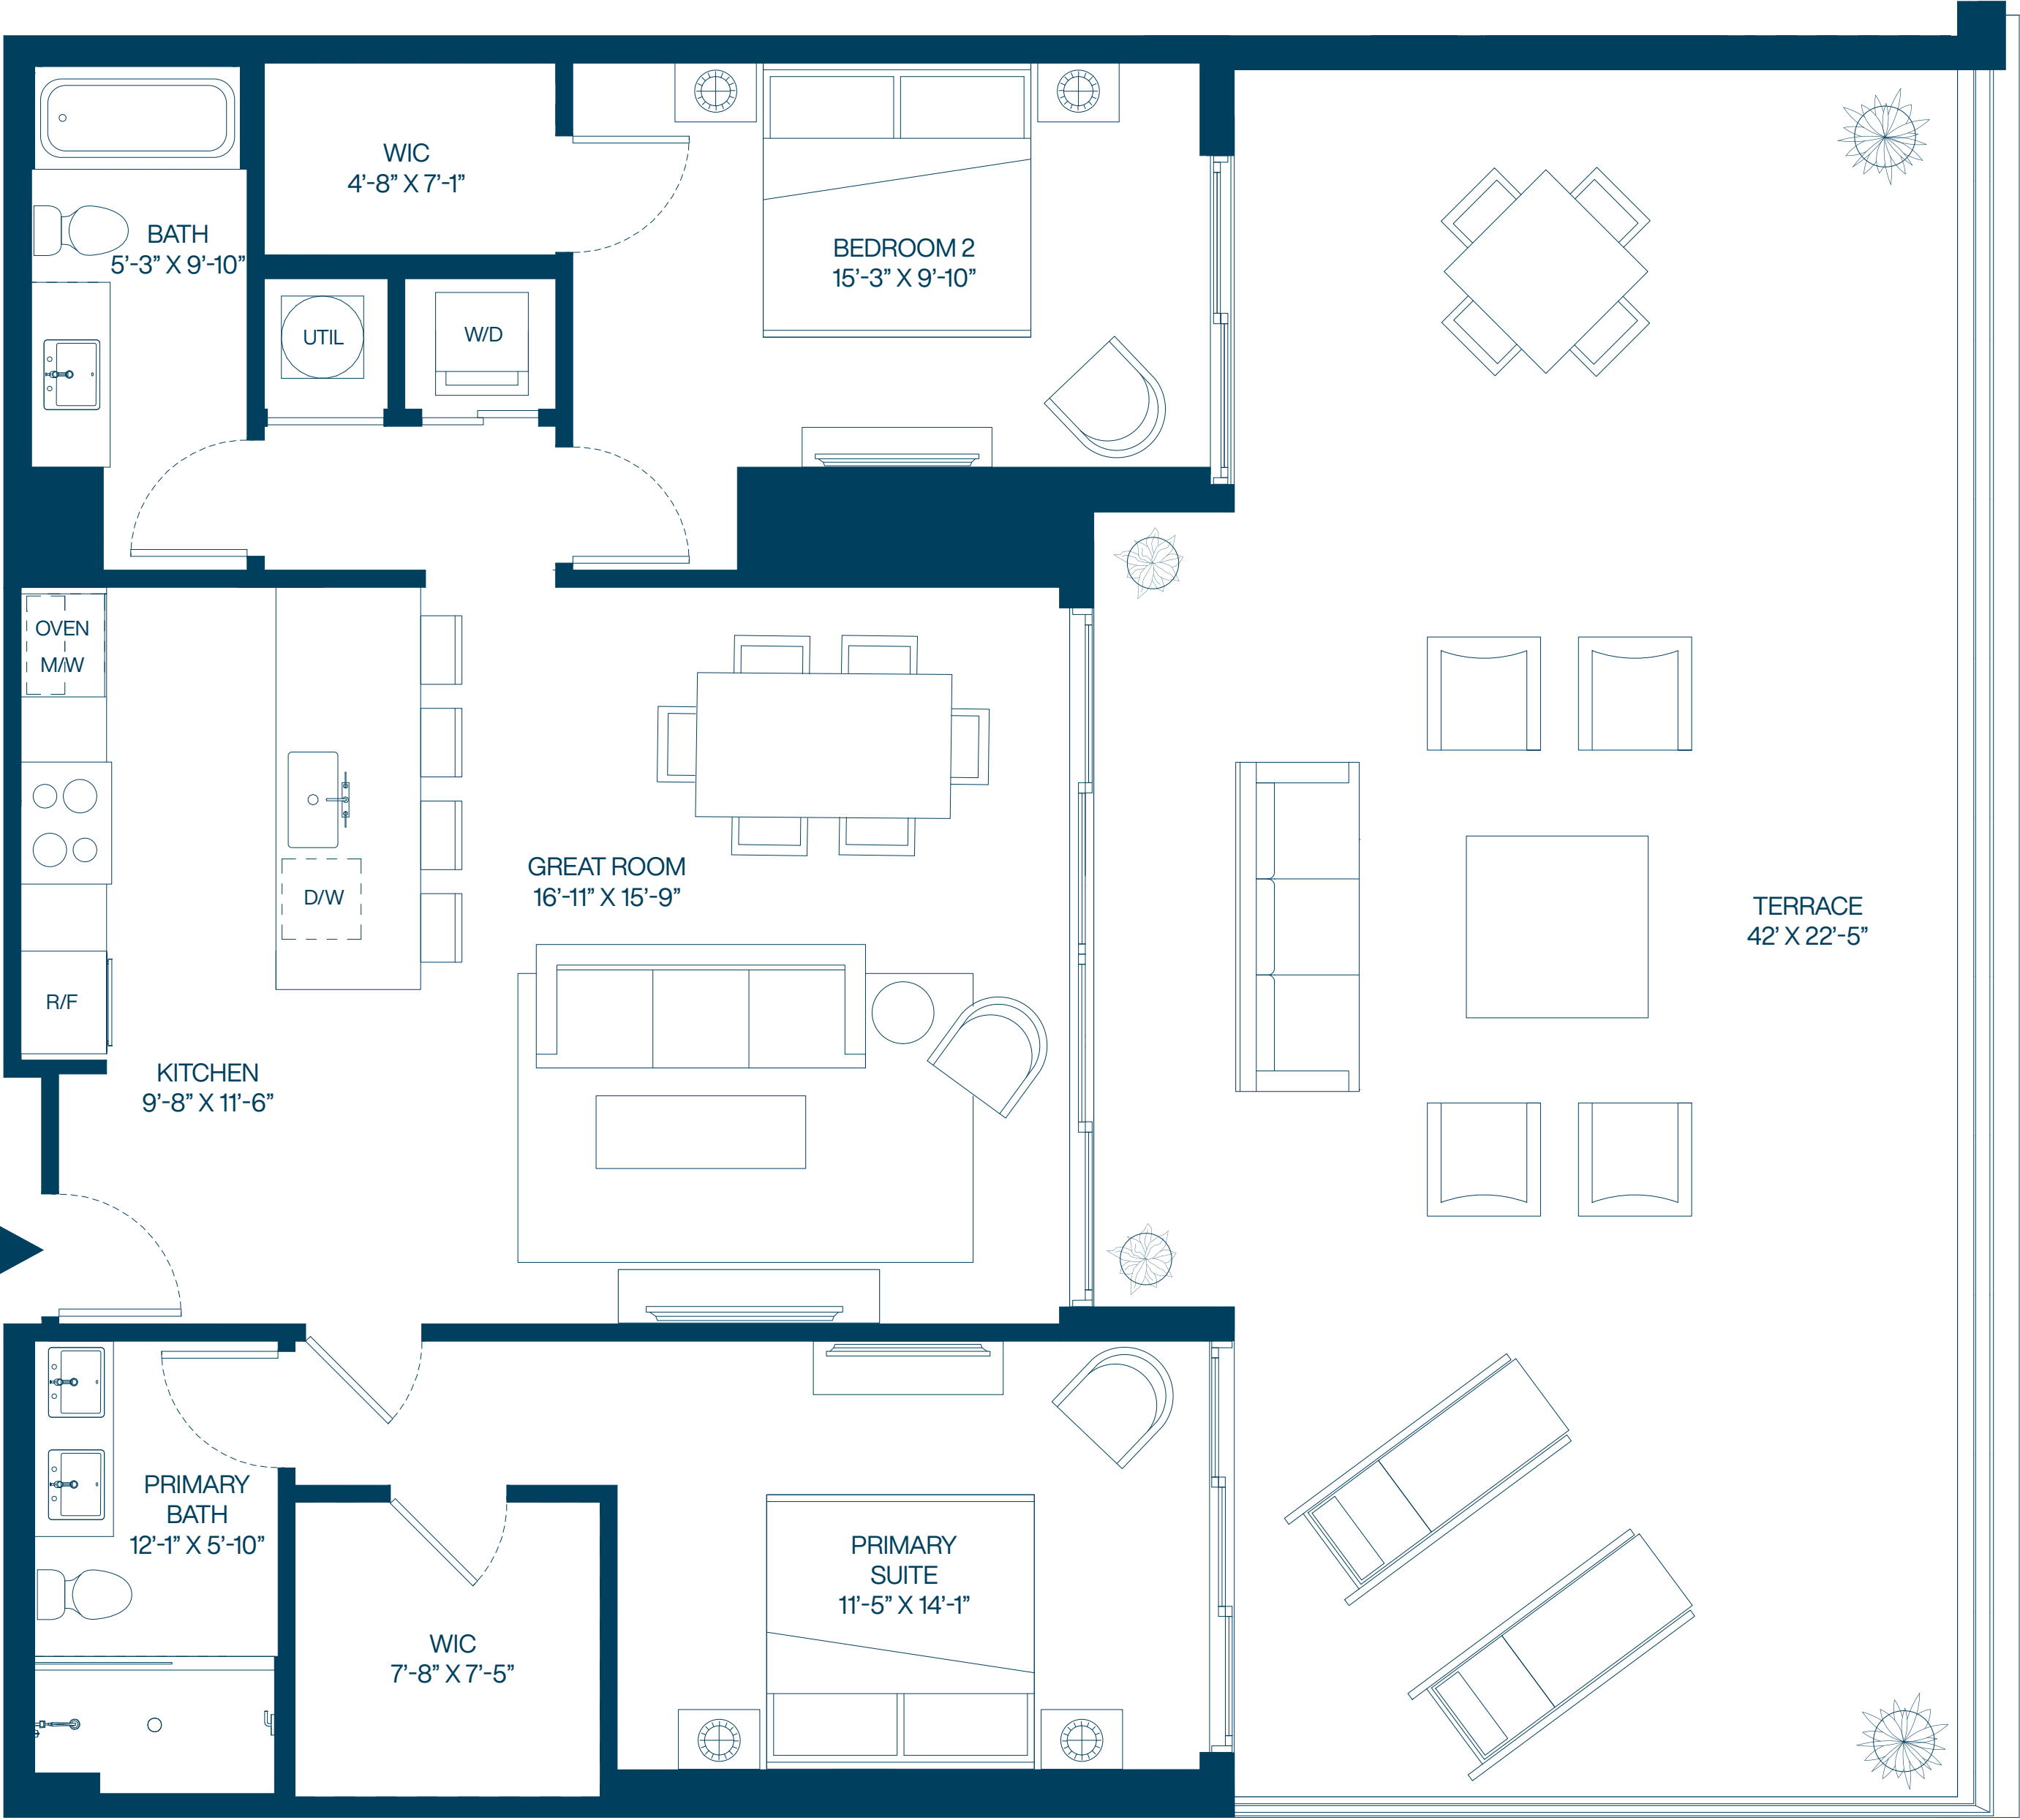 WIC
4’-8” X 7’-1”
BATH
5’-3” X 9’-10”
BEDROOM 2
15’-3” X 9’-10”
UTIL
W/D
OVEN
M/W
D/W
R/F
GREAT ROOM
16’-11” X 15’-9”
TERRACE
42’ X 22’-5”
KITCHEN
9’-8” X 11’-6”
PRIMARY
BATH
12’-1” X 5’-10”
PRIMARY
SUITE
11’-5” X 14’-1”
WIC
7’-8” X 7’-5”